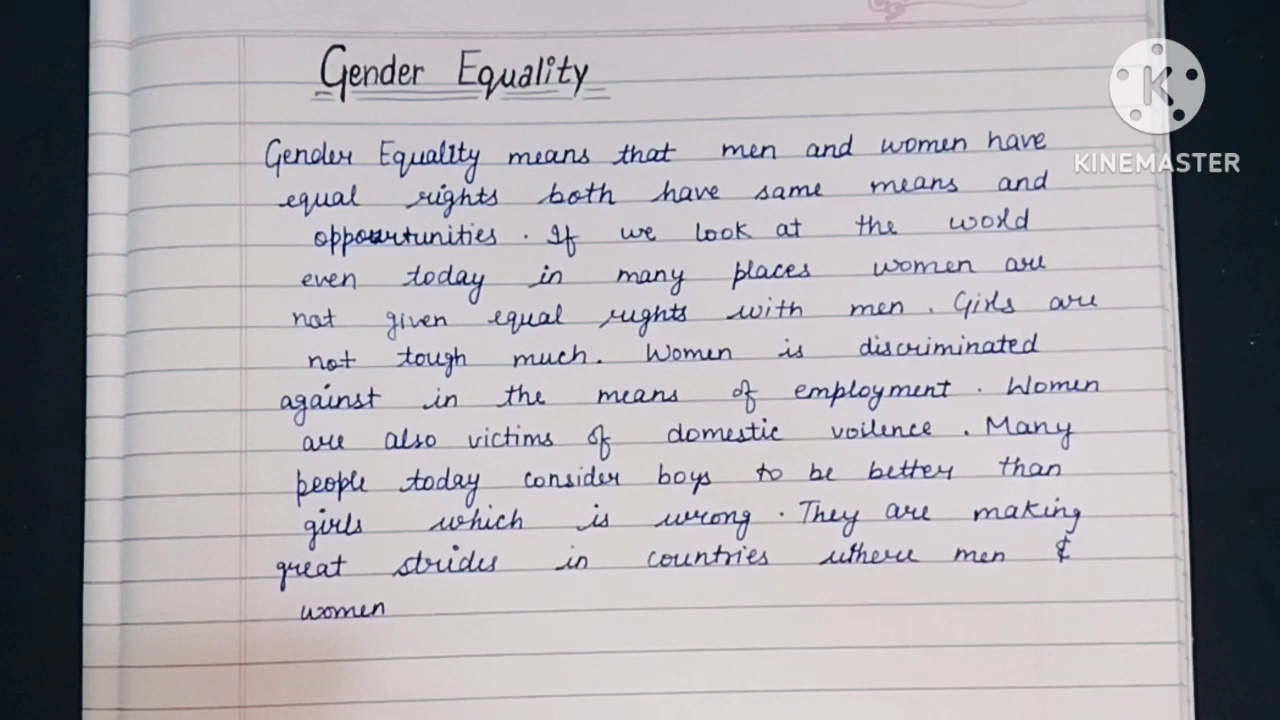 Gender Equality
KINEMASTER
Gender Equality means that men and women have
equal rights both have same means and
oppourtunities. If we look at the world
even today in many places women are
not given equal rights with men. Girls are
not tough much. Women is discriminated
against in the means of employment. Women
are also victims of domestic voilence. Many
people today consider boys to be better than
girls which is wrong. They are making
great strides in countries where men &
women